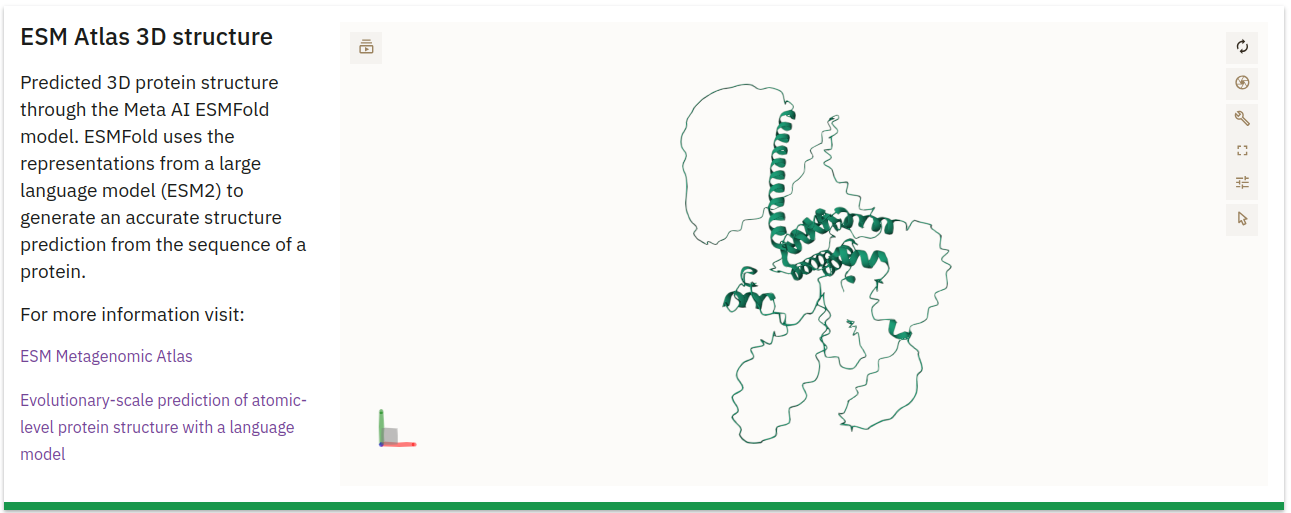 ESM Atlas 3D structure
Predicted 3D protein structure
through the Meta AI ESMFold
model. ESMFold uses the
representations from a large
language model (ESM2) to
generate an accurate structure
prediction from the sequence of a
protein.
For more information visit:
ESM Metagenomic Atlas
Evolutionary-scale prediction of atomic-
level protein structure with a language
model